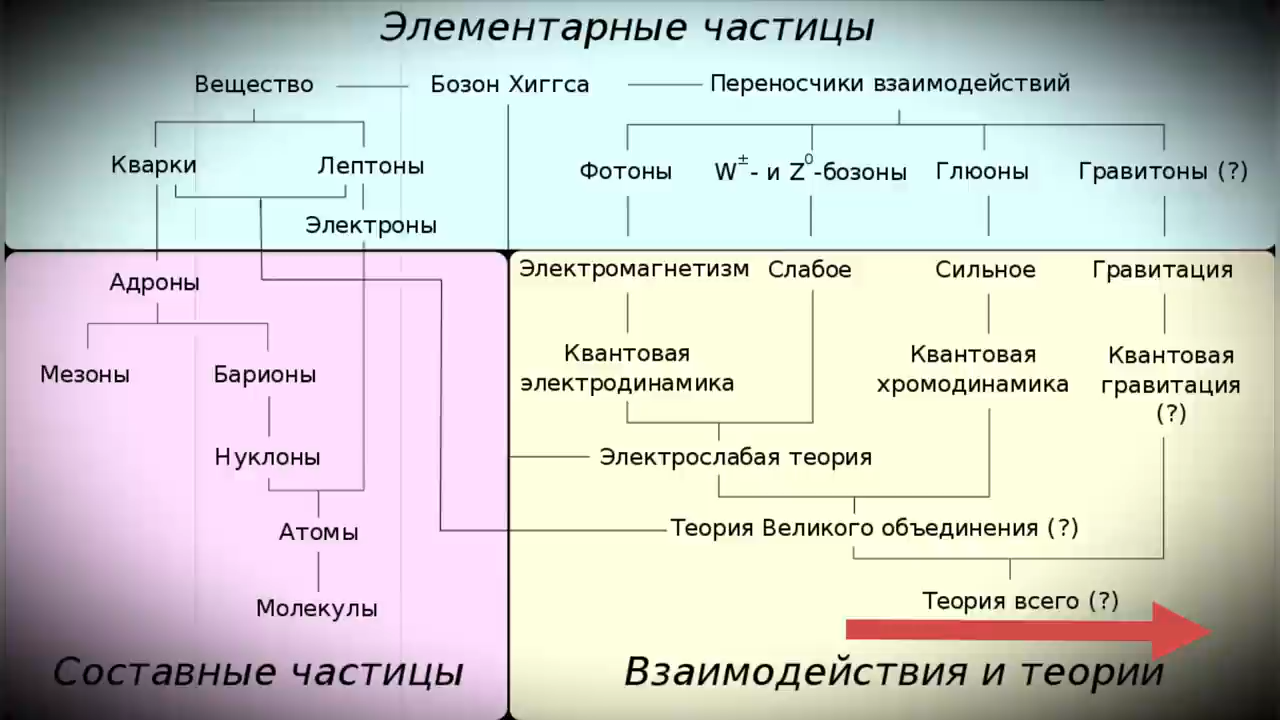 Элементарные частицы
Вещество
Бозон Хиггса
Переносчики взаимодействий
Кварки
Лептоны
Фотоны
W±- и Z0-бозоны
Глюоны
Гравитоны (?)
Электроны
Адроны
Мезоны
Барионы
Нуклоны
Атомы
Молекулы
Составные частицы
Электромагнетизм
Слабое
Сильное
Гравитация
Квантовая
электродинамика
Квантовая
хромодинамика
Квантовая
гравитация
(?)
Электрослабая теория
Теория Великого объединения (?)
Теория всего (?)
Взаимодействия и теории